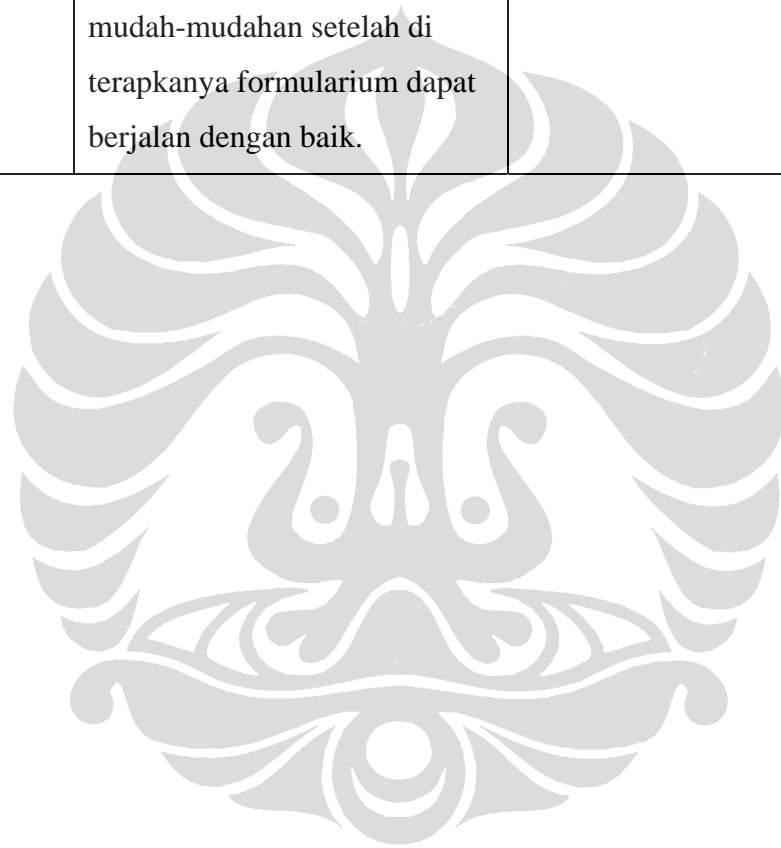 mudah-mudahan setelah di
terapkanya formularium dapat
berjalan dengan baik.